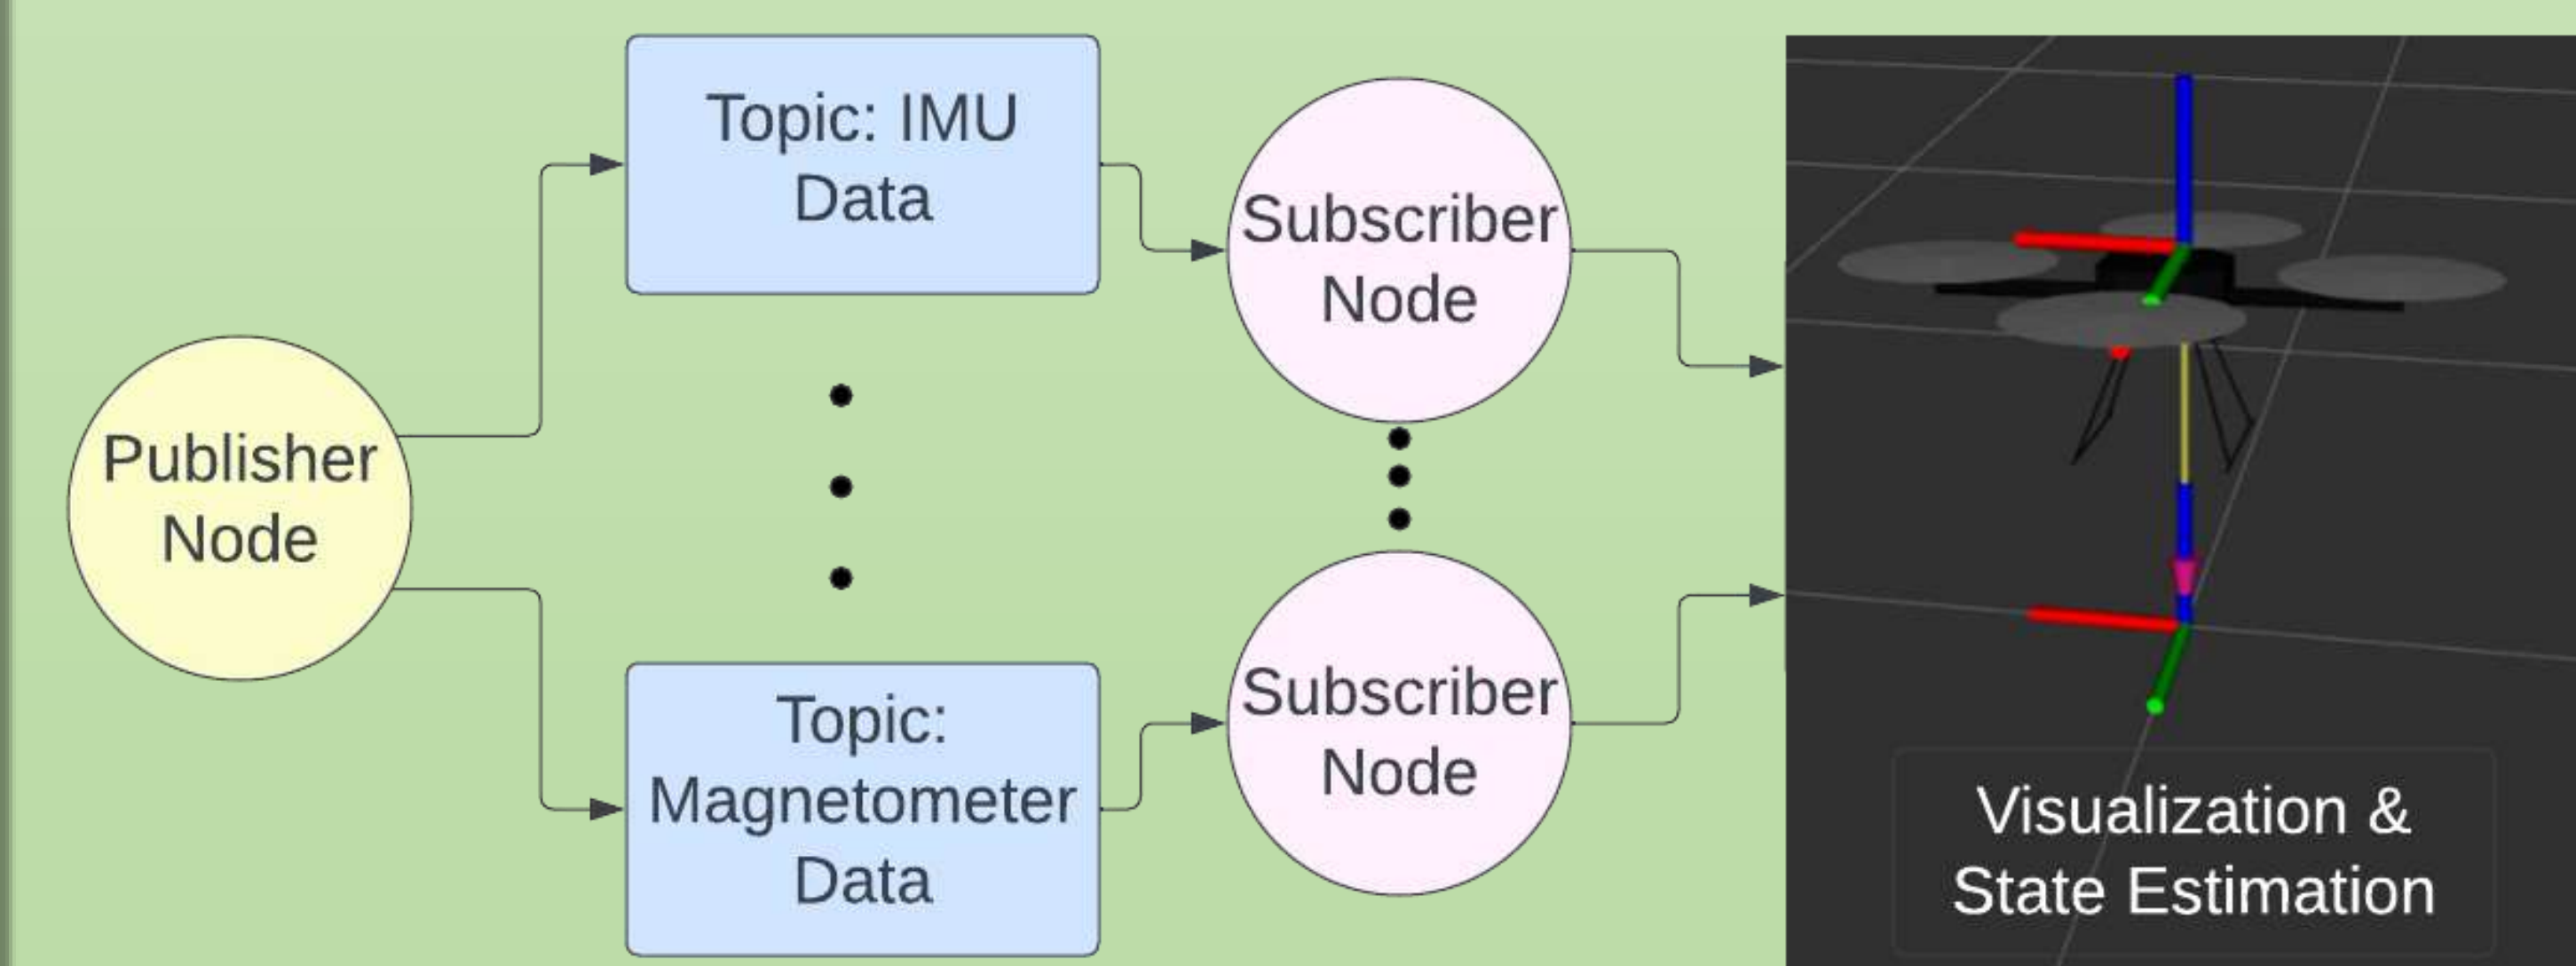 Publisher
Node
Topic: IMU
Data
Topic:
Magnetometer
Data
Subscriber
Node
Subscriber
Node
Visualization &
State Estimation